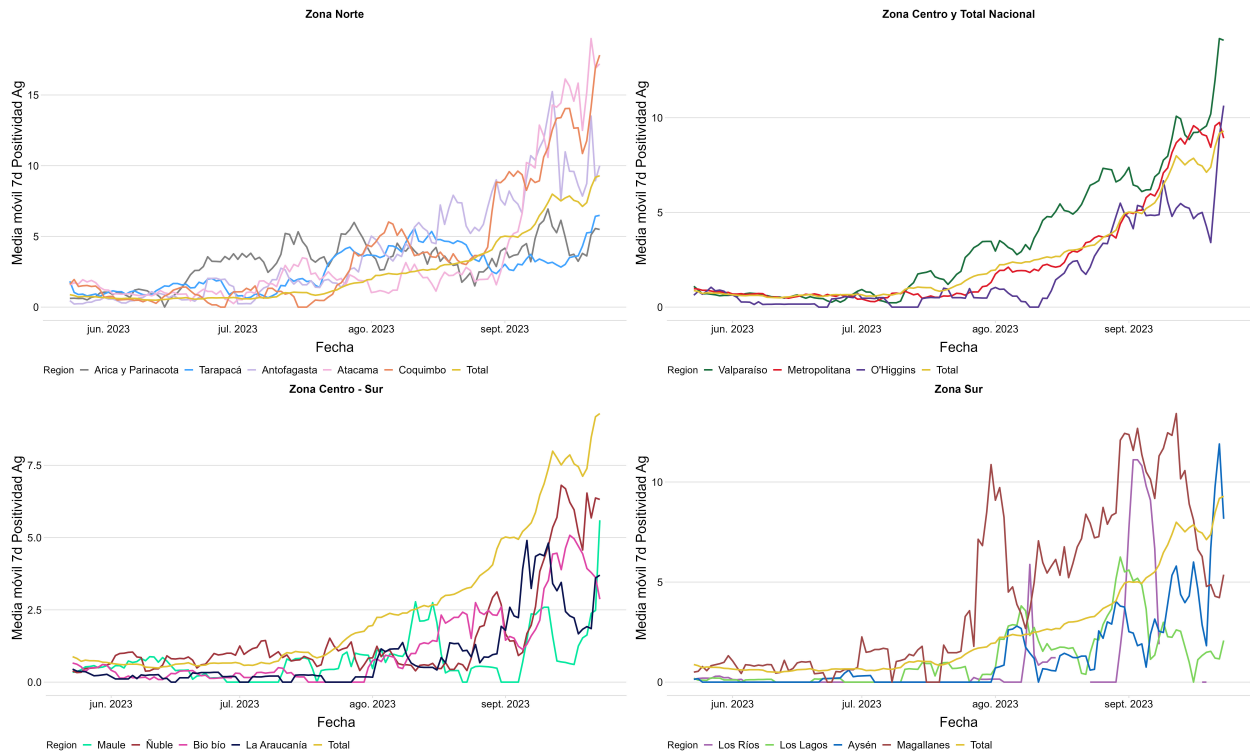 Zona Norte
Media móvil 7d Positividad Ag
15
10
5
0
jun. 2023 jul. 2023 ago. 2023 sept. 2023
Fecha
Region Arica y Parinacota Tarapacá Antofagasta Atacama Coquimbo Total
Zona Centro y Total Nacional
Media móvil 7d Positividad Ag
10
5
0
jun. 2023 jul. 2023 ago. 2023 sept. 2023
Fecha
Region Valparaíso Metropolitana O'Higgins Total
Zona Centro - Sur
Media móvil 7d Positividad Ag
7.5
5.0
2.5
0.0
jun. 2023 jul. 2023 ago. 2023 sept. 2023
Fecha
Region Maule Ñuble Bio bío La Araucanía Total
Zona Sur
Media móvil 7d Positividad Ag
10
5
0
jun. 2023 jul. 2023 ago. 2023 sept. 2023
Fecha
Region Los Ríos Los Lagos Aysén Magallanes Total